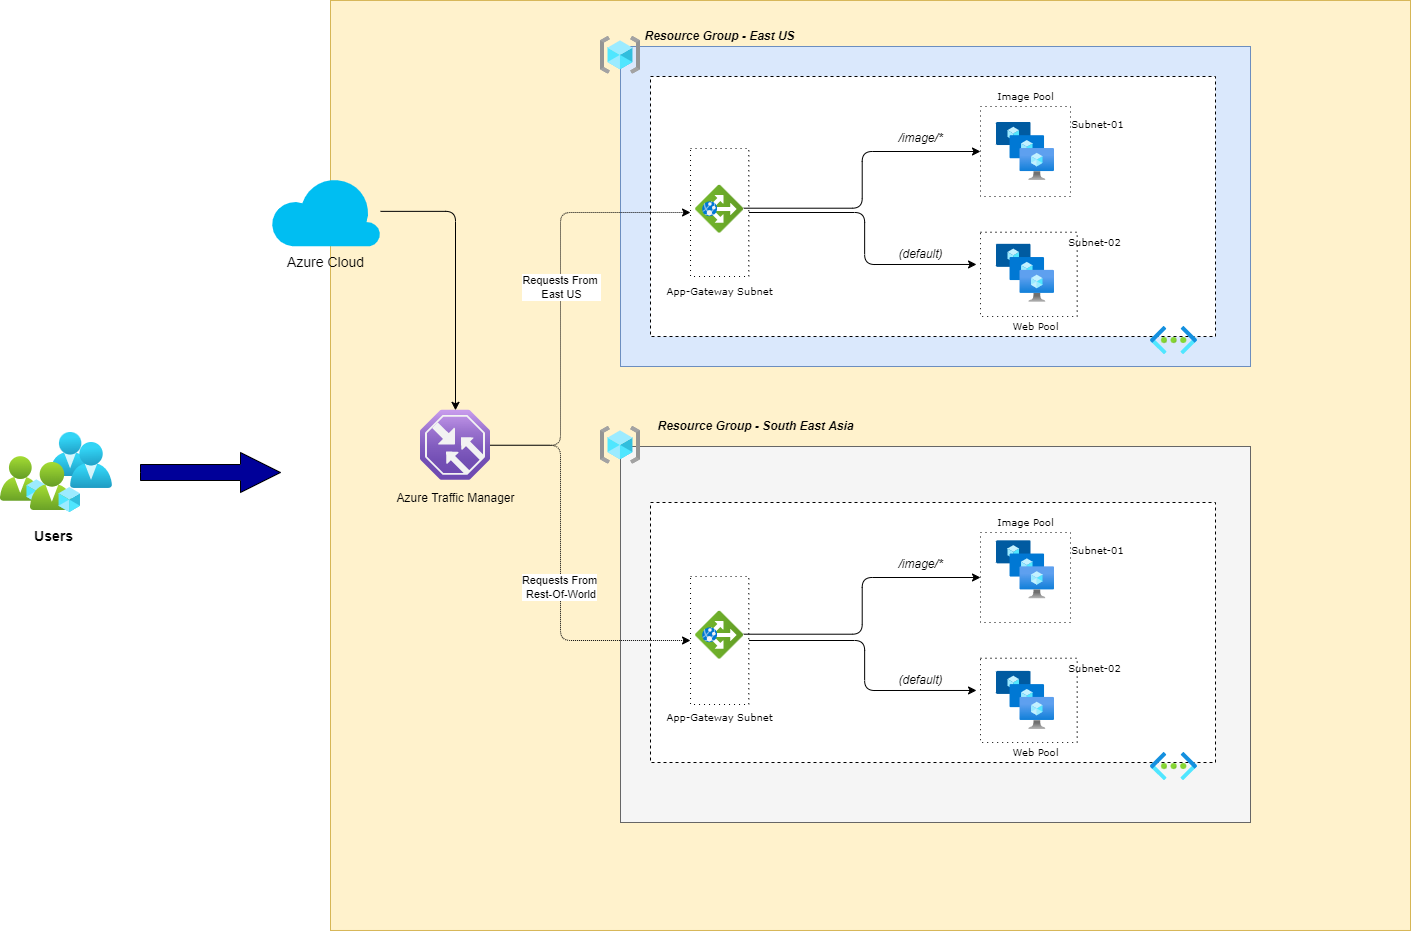 Resource Group - East US
Image Pool
Subnet-01
/image/*
Subnet-02
(default)
App-Gateway Subnet
Web Pool
Azure Cloud
Requests From
East US
Resource Group - South East Asia
Azure Traffic Manager
Users
Image Pool
Subnet-01
/image/*
Requests From
Rest-Of-World
Subnet-02
(default)
App-Gateway Subnet
Web Pool